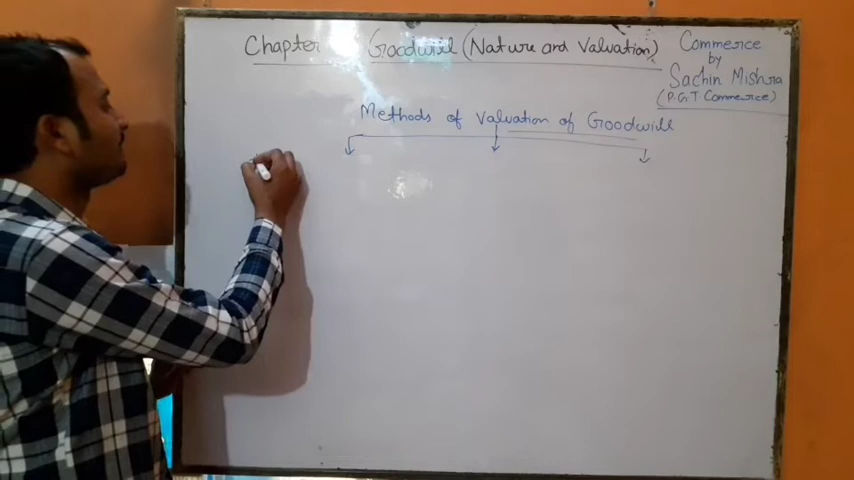 Chapter Goodwill (Nature and Valuation)
Commerce
by
Sachin Mishra
(P.G.T Commerce)
Methods of Valuation of Goodwill